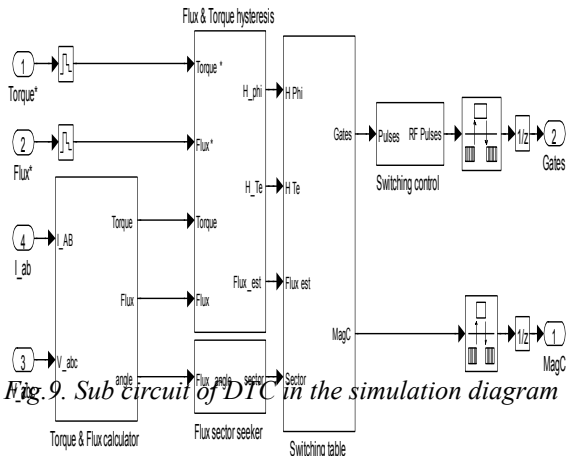 Flux & Torque hysteresis
1
Torque*
Torque *
H_phi
H Phi
Gates
Pulses
RF Pulses
1/z
2
Gates
Switching control
2
Flux*
Flux*
H_Te
H Te
4
I_ab
I_AB
Torque
Torque
Flux
Flux
Flux_est
Flux est
3
V_abc
angle
Flux_angle
sector
Sector
MagC
1/z
1
MagC
Fig.9. Sub circuit of DTC in the simulation diagram
Torque & Flux calculator
Flux sector seeker
Switching table